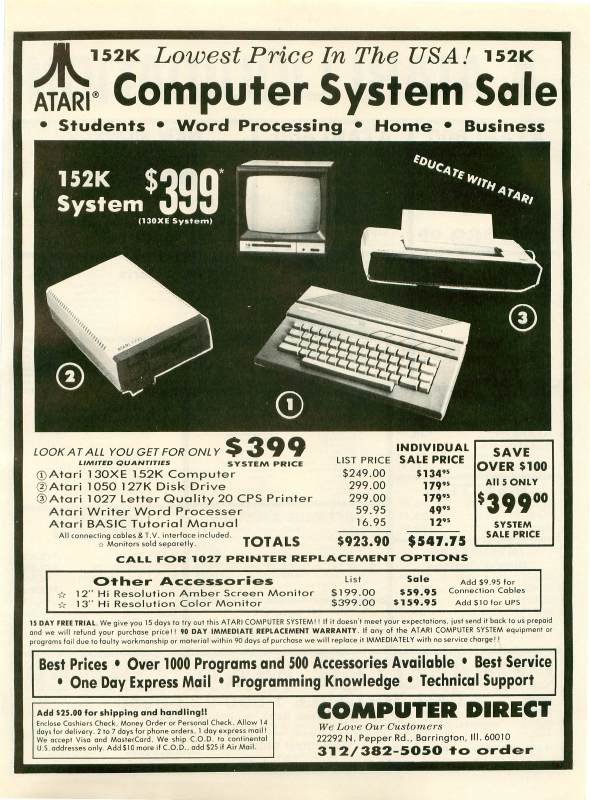 152K Lowest Price In The USA! 152K
ATARI® Computer System Sale
• Students • Word Processing • Home • Business
152K
System $399*
(130XE System)
EDUCATE WITH ATARI
3
2
1
LOOK AT ALL YOU GET FOR ONLY $399
LIMITED QUANTITIES SYSTEM PRICE LIST PRICE INDIVIDUAL SALE PRICE
① Atari 130XE 152K Computer $249.00 $134⁹⁵
② Atari 1050 127K Disk Drive 299.00 179⁹⁵
③ Atari 1027 Letter Quality 20 CPS Printer 299.00 179⁹⁵
Atari Writer Word Processer 59.95 49⁹⁵
Atari BASIC Tutorial Manual 16.95 12⁹⁵
All connecting cables & T.V. interface included.
☆ Monitors sold separetly.
TOTALS $923.90 $547.75
SAVE
OVER $100
All 5 ONLY
$399⁰⁰
SYSTEM
SALE PRICE
CALL FOR 1027 PRINTER REPLACEMENT OPTIONS
Other Accessories List Sale
☆ 12" Hi Resolution Amber Screen Monitor $199.00 $59.95
☆ 13" Hi Resolution Color Monitor $399.00 $159.95
Add $9.95 for
Connection Cables
Add $10 for UPS
15 DAY FREE TRIAL. We give you 15 days to try out this ATARI COMPUTER SYSTEM!! If it doesn't meet your expectations, just send it back to us prepaid
and we will refund your purchase price!! 90 DAY IMMEDIATE REPLACEMENT WARRANTY. If any of the ATARI COMPUTER SYSTEM equipment or
programs fail due to faulty workmanship or material within 90 days of purchase we will replace it IMMEDIATELY with no service charge!!
Best Prices • Over 1000 Programs and 500 Accessories Available • Best Service
• One Day Express Mail • Programming Knowledge • Technical Support
Add $25.00 for shipping and handling!!
Enclose Cashiers Check, Money Order or Personal Check. Allow 14
days for delivery. 2 to 7 days for phone orders. 1 day express mail!
We accept Visa and MasterCard. We ship C.O.D. to continental
U.S. addresses only. Add $10 more if C.O.D., add $25 if Air Mail.
COMPUTER DIRECT
We Love Our Customers
22292 N. Pepper Rd., Barrington, Ill. 60010
312/382-5050 to order